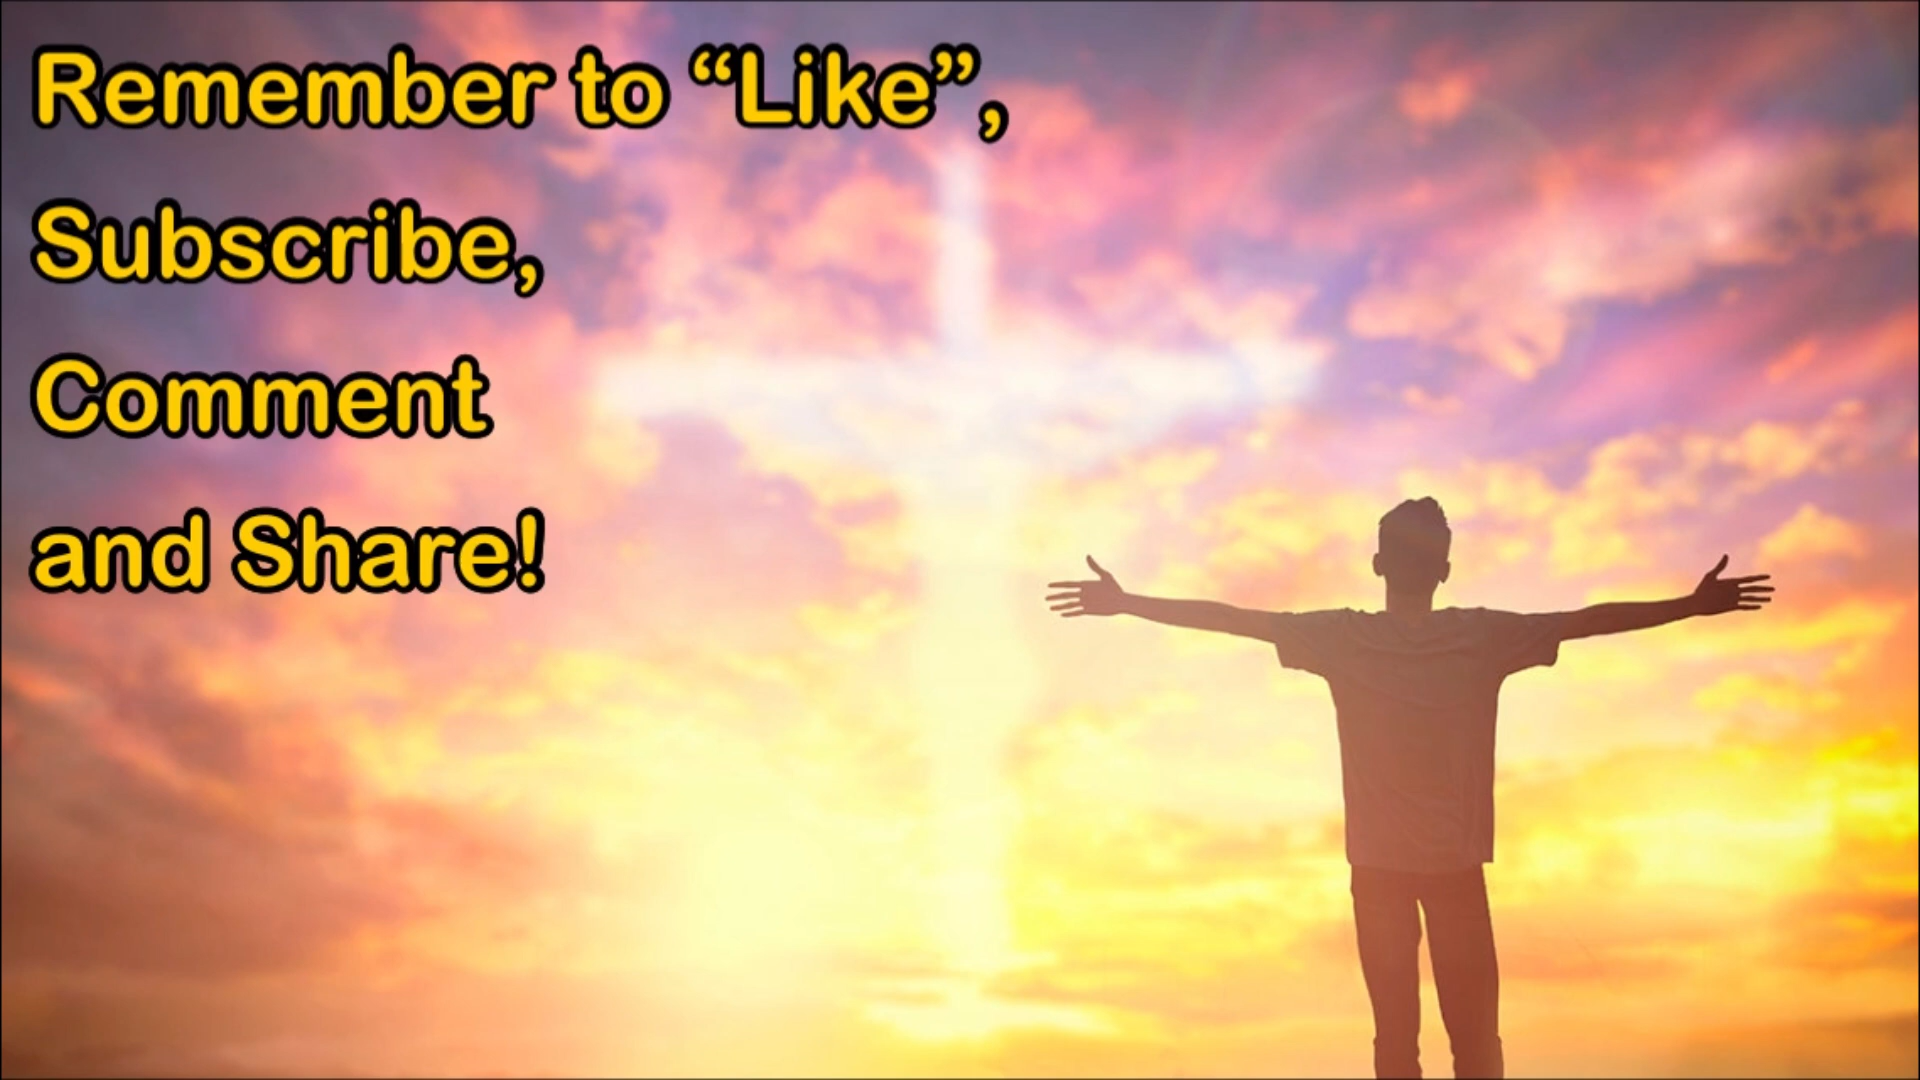 Remember to “Like”,
Subscribe,
Comment
and Share!